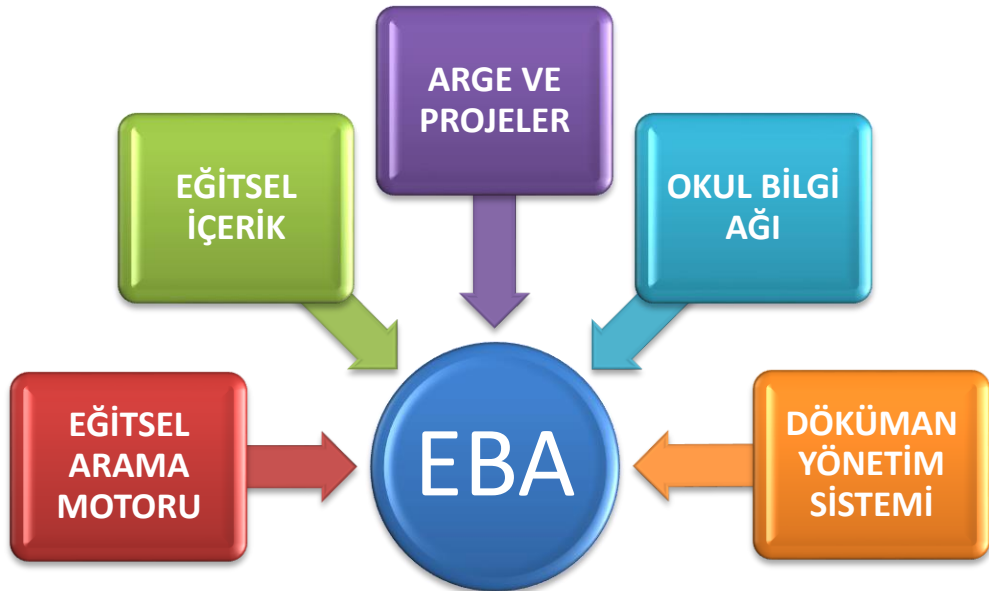 ARGE VE
PROJELER
EĞİTSEL
İÇERİK
OKUL BİLGİ
AĞI
EĞİTSEL
ARAMA
MOTORU
EBA
DÖKÜMAN
YÖNETİM
SİSTEMİ